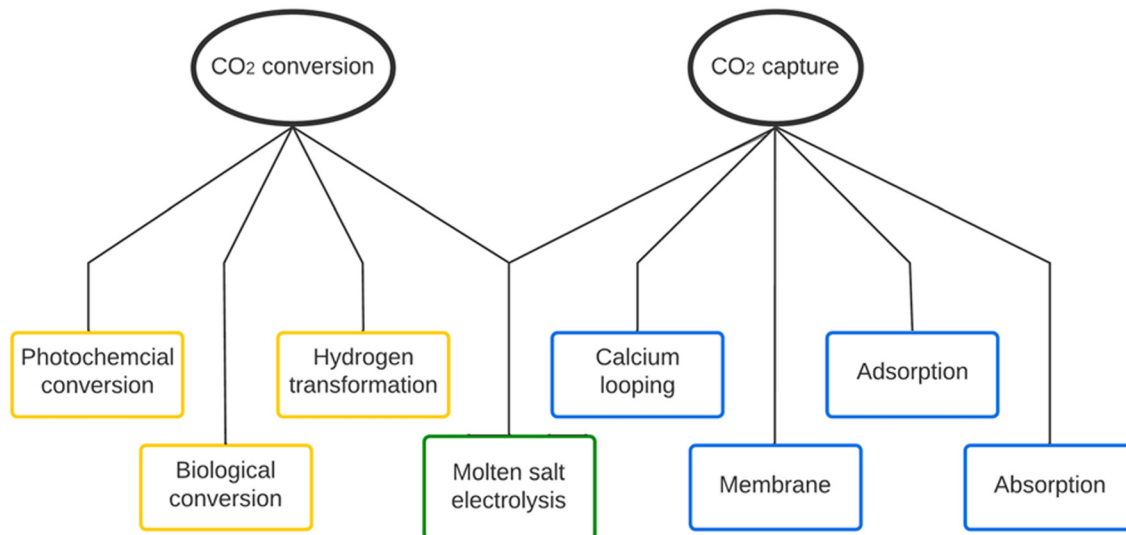 CO₂ conversion
CO₂ capture
Photochemcial
conversion
Hydrogen
transformation
Calcium
looping
Adsorption
Biological
conversion
Molten salt
electrolysis
Membrane
Absorption